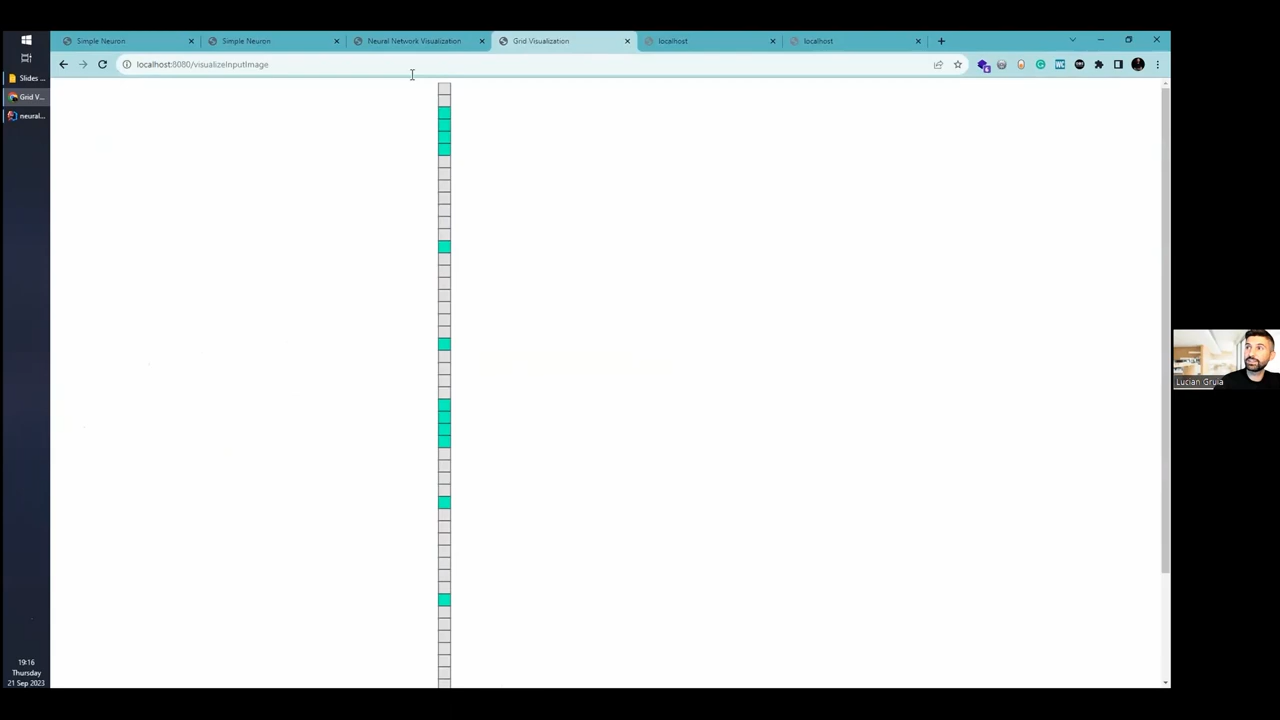 Simple Neuron
Simple Neuron
Neural Network Visualization
Grid Visualization
localhost
localhost
localhost:8080/visualizeInputImage
Slides ...
Grid V...
neural...
Lucian Gruia
19:16
Thursday
21 Sep 2023